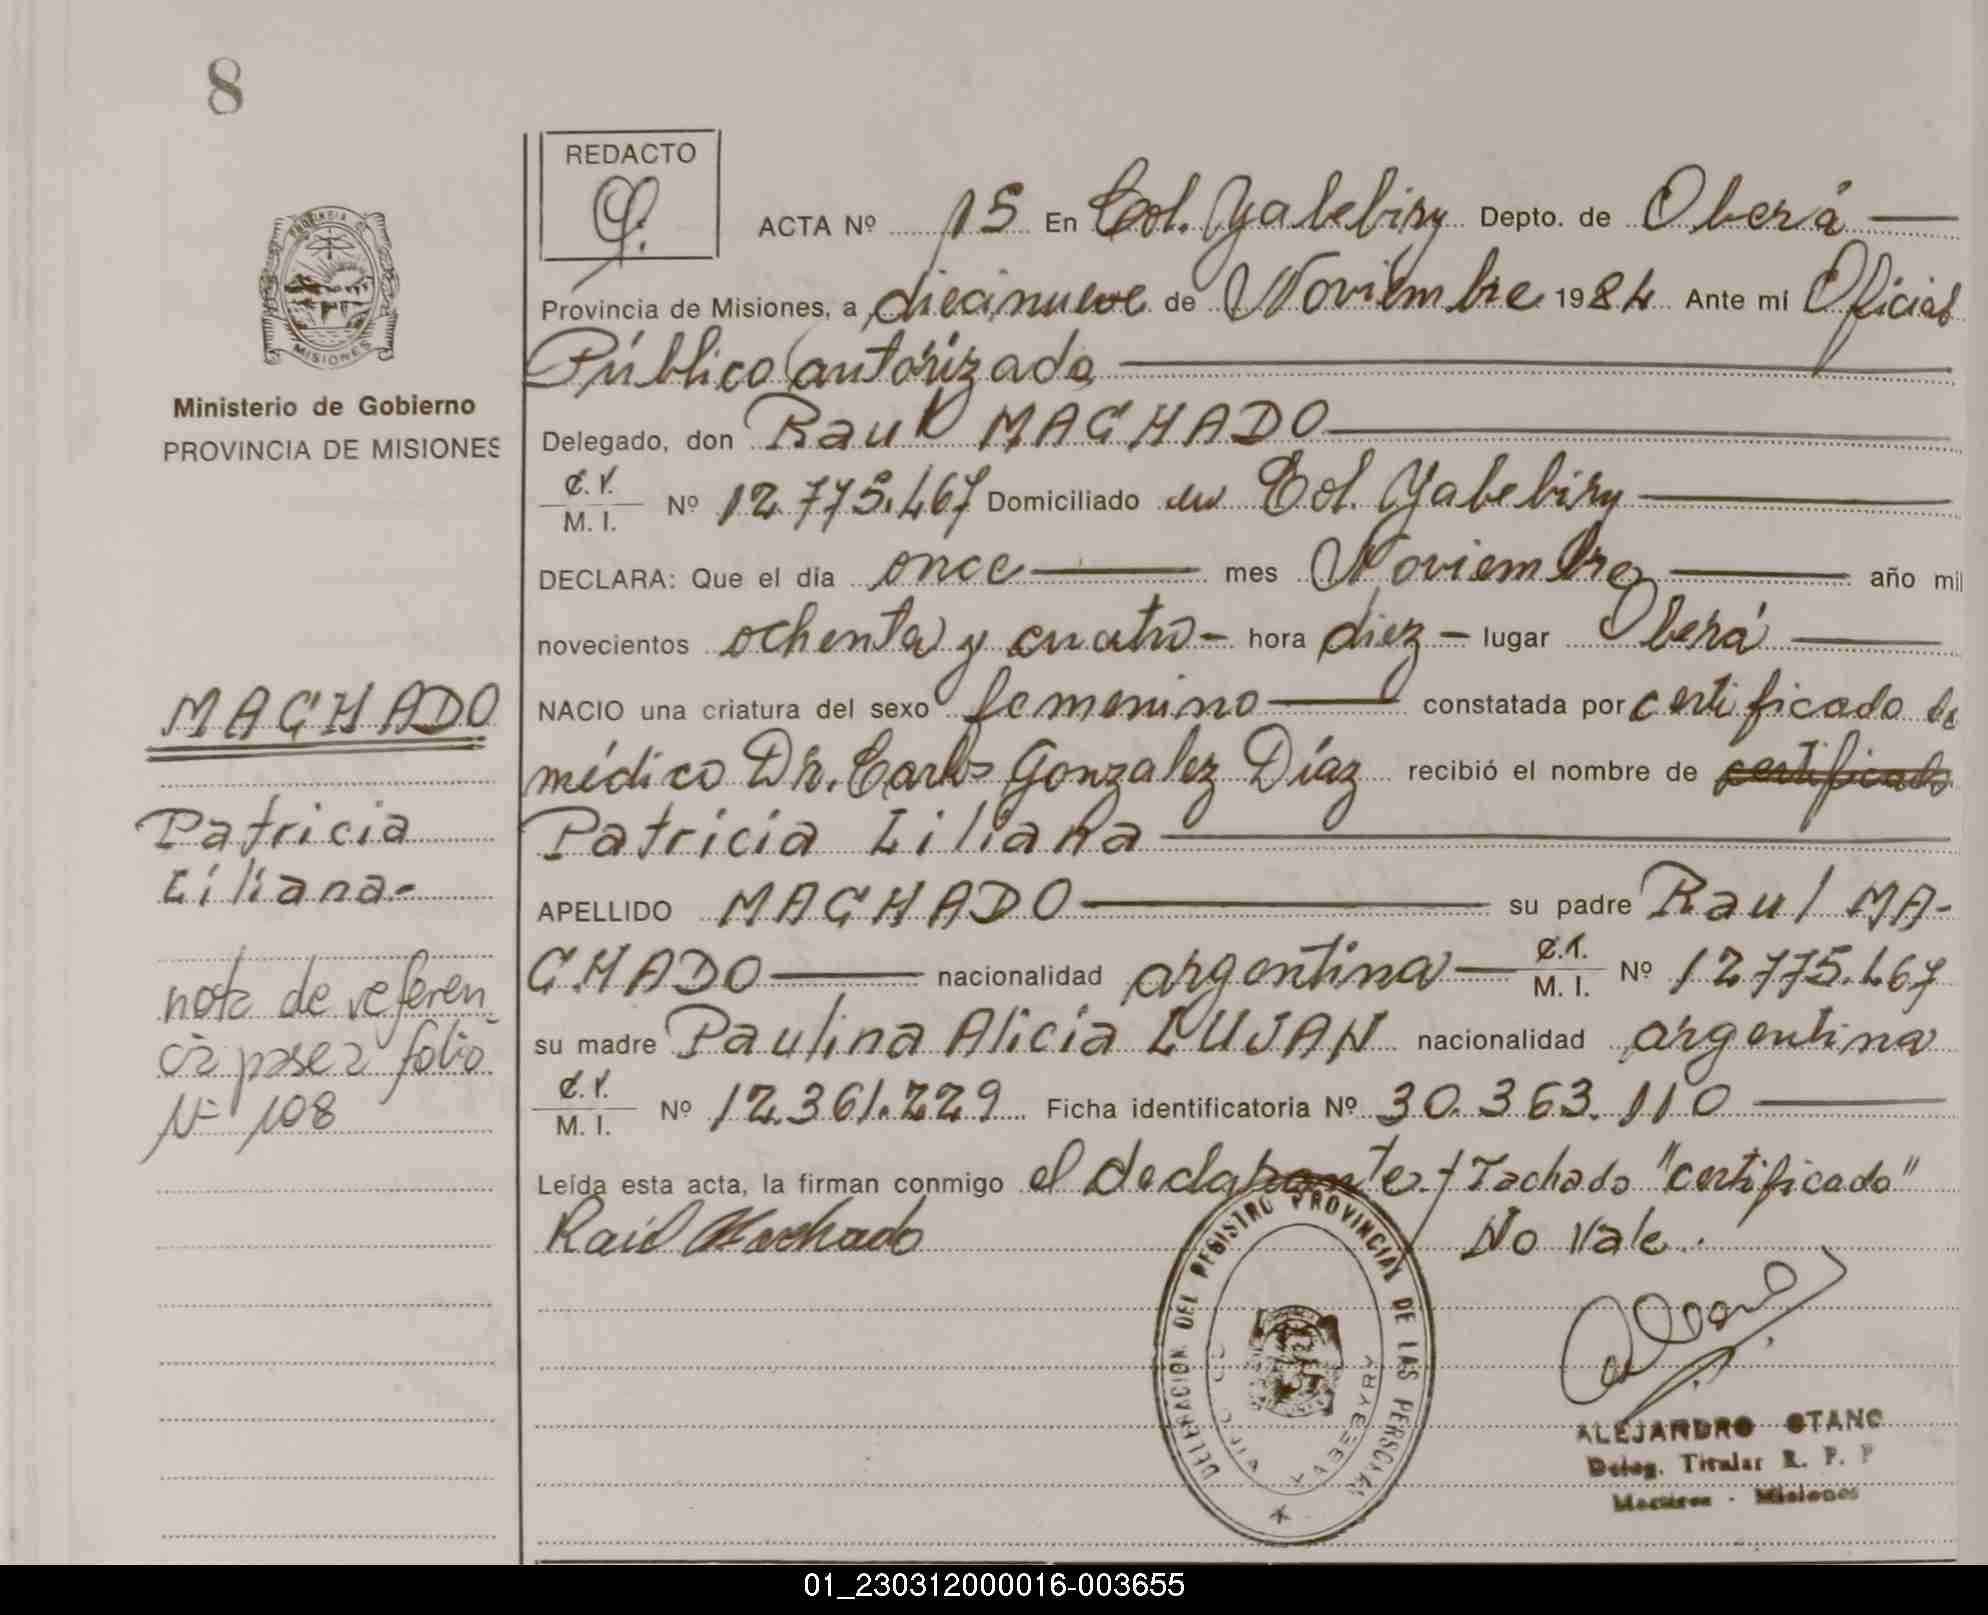 8
REDACTO
ACTA Nº 15 En Col. Yabebiry Depto. de Oberá
Provincia de Misiones, a diecinueve de Noviembre 1984 Ante mí Oficial
Público autorizado
Delegado, don Raul MACHADO
C.I. M. I. Nº 12.775.467 Domiciliado en Col. Yabebiry
DECLARA: Que el día once mes Noviembre año mil
novecientos ochenta y cuatro - hora diez - lugar Oberá
NACIO una criatura del sexo femenino constatada por certificado de
médico Dr. Carlos Gonzalez Díaz recibió el nombre de certificado
Patricia Liliana
APELLIDO MACHADO su padre Raul MA-
CHADO nacionalidad argentina C.I. M. I. Nº 12.775.467
su madre Paulina Alicia LUJAN nacionalidad argentina
C.I. M. I. Nº 12.361.229 Ficha identificatoria Nº 30.363.110
Leída esta acta, la firman conmigo el declarante. Tachado "certificado"
Raúl Machado No Vale.
PROVINCIA DE MISIONES
Ministerio de Gobierno
PROVINCIA DE MISIONES
MACHADO
Patricia
Liliana.-
nota de referen
cia pase a folio
Nº 108
DELEGACION DEL REGISTRO PROVINCIAL DE LAS PERSONAS
COLONIA YABEBYRY
ALEJANDRO OTANO
Deleg. Titular R. P. P
Misiones
01_230312000016-003655